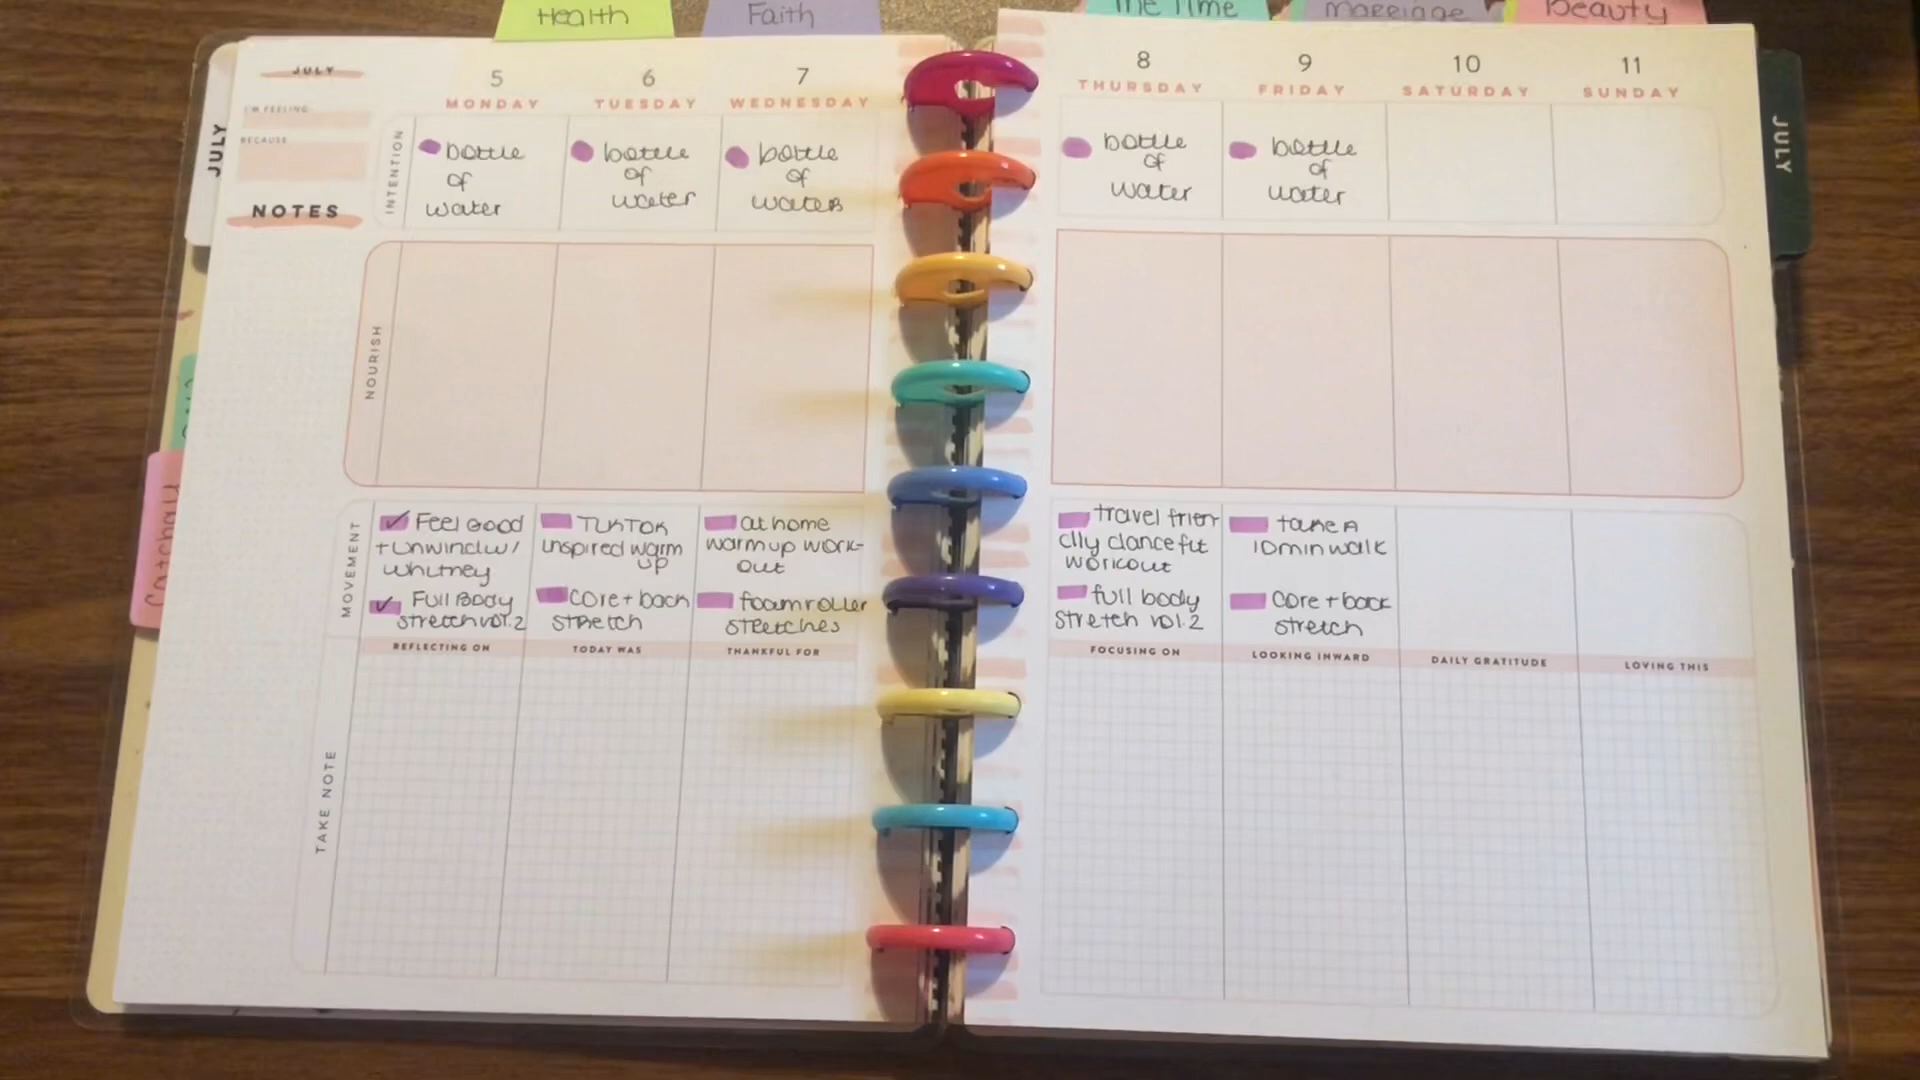 Health
Faith
me Time
marriage
Beauty
JULY
I'M FEELING
BECAUSE
NOTES
JULY
5
MONDAY
6
TUESDAY
7
WEDNESDAY
8
THURSDAY
9
FRIDAY
10
SATURDAY
11
SUNDAY
JULY
INTENTION
bottle
of
water
bottle
of
water
bottle
of
water
bottle
of
water
bottle
of
water
NOURISH
MOVEMENT
Feel Good
+ unwind w/
whitney
Full Body
stretch vol. 2
TikTok
inspired warm
up
core + back
stretch
at home
warm up work-
out
foam roller
stretches
travel frien-
dly dance fit
workout
full body
stretch vol. 2
take a
10 min walk
core + back
stretch
REFLECTING ON
TODAY WAS
THANKFUL FOR
FOCUSING ON
LOOKING INWARD
DAILY GRATITUDE
LOVING THIS
TAKE NOTE